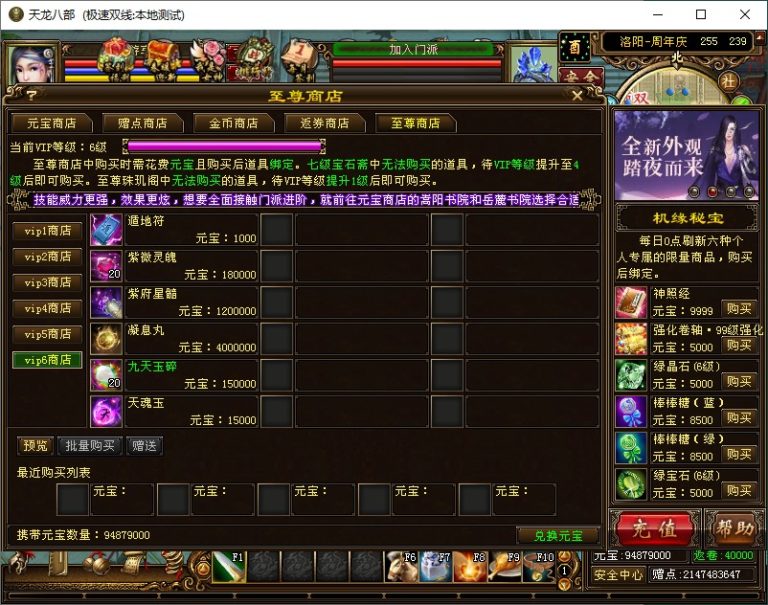 天龙八部 (极速双线:本地测试)
加入门派
洛阳-周年庆 255 239
北
安全
至尊商店
元宝商店
赠点商店
金币商店
返券商店
至尊商店
当前VIP等级：6级
至尊商店中购买时需花费元宝且购买后道具绑定。七级宝石斋中无法购买的道具，待VIP等级提升至4
级后即可购买。至尊珠玑阁中无法购买的道具，待VIP等级提升1级后即可购买。
技能威力更强，效果更炫，想要全面接触门派进阶，就前往元宝商店的嵩阳书院和岳麓书院选择合适
vip1商店
vip2商店
vip3商店
vip4商店
vip5商店
vip6商店
遁地符
元宝：1000
紫微灵魄
20
元宝：180000
紫府星髓
元宝：1200000
凝息丸
元宝：4000000
九天玉碎
20
元宝：150000
天魂玉
元宝：15000
预览
批量购买
赠送
最近购买列表
元宝：
元宝：
元宝：
元宝：
元宝：
携带元宝数量：94879000
兑换元宝
全新外观
踏夜而来
机缘秘宝
每日0点刷新六种个
人专属的限量商品，购买
后绑定。
神照经
元宝：9999
购买
强化卷轴·99级强化
元宝：5000
购买
绿晶石(6级)
元宝：5000
购买
棒棒糖（蓝）
元宝：8500
购买
棒棒糖（绿）
元宝：8500
购买
绿宝石(6级)
元宝：5000
购买
充值
帮助
F1
F6
F7
F8
F9
F10
1
元宝:94879000
返卷:40000
安全中心
赠点:2147483647